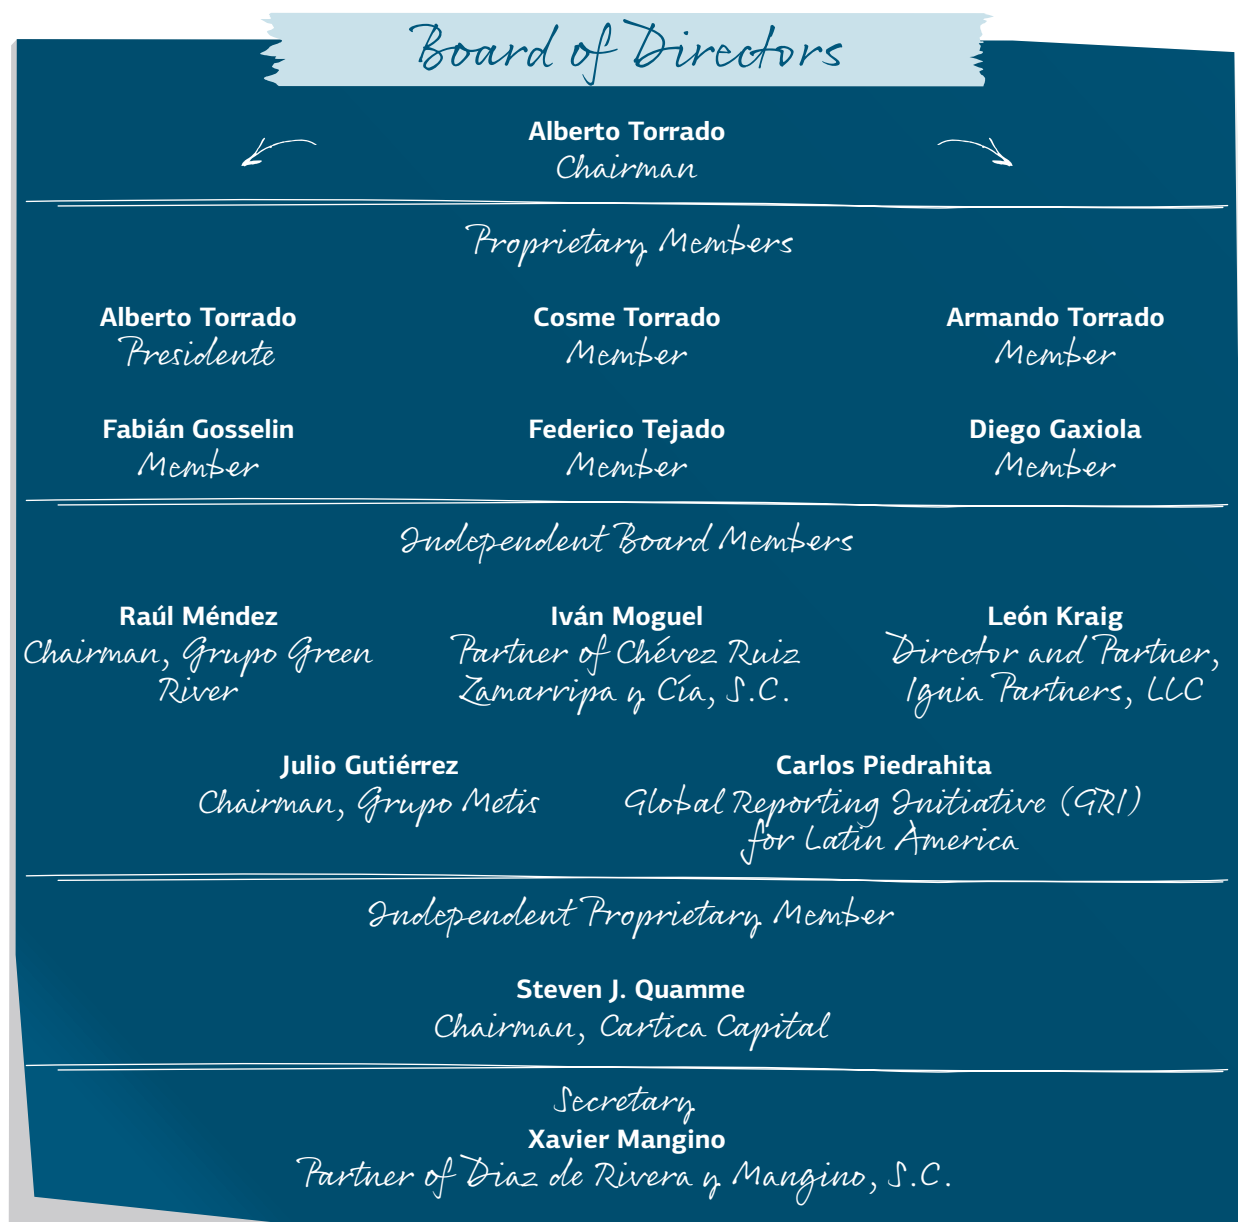 Board of Directors
Alberto Torrado
Chairman
Proprietary Members
Alberto Torrado
Presidente
Cosme Torrado
Member
Armando Torrado
Member
Fabián Gosselin
Member
Federico Tejado
Member
Diego Gaxiola
Member
Independent Board Members
Raúl Méndez
Chairman, Grupo Green
River
Iván Moguel
Partner of Chévez Ruiz
Zamarripa y Cía, S.C.
León Kraig
Director and Partner,
Ignia Partners, LLC
Julio Gutiérrez
Chairman, Grupo Metis
Carlos Piedrahita
Global Reporting Initiative (GRI)
for Latin America
Independent Proprietary Member
Steven J. Quamme
Chairman, Cartica Capital
Secretary
Xavier Mangino
Partner of Diaz de Rivera y Mangino, S.C.